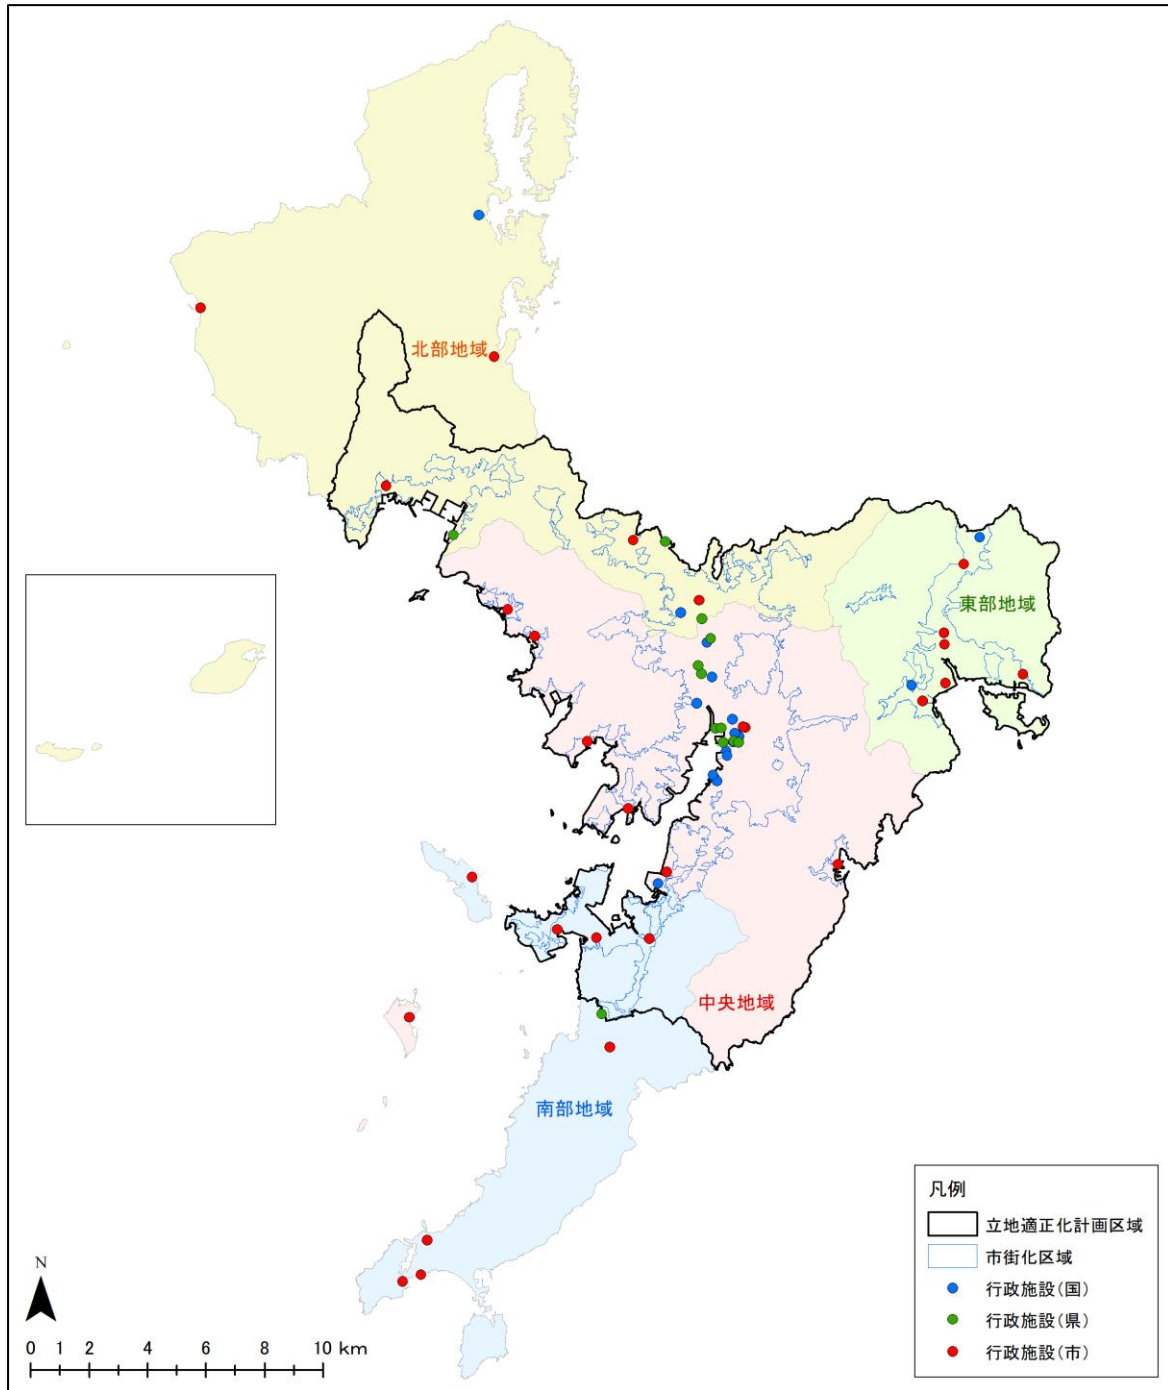 北部地域
東部地域
中央地域
南部地域
凡例
立地適正化計画区域
市街化区域
行政施設(国)
行政施設(県)
行政施設(市)
N
0 1 2 4 6 8 10 km